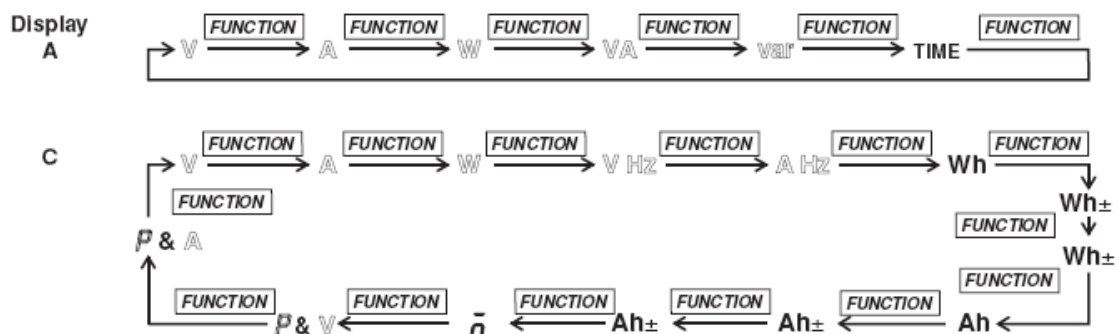 Display
FUNCTION FUNCTION FUNCTION FUNCTION FUNCTION FUNCTION
A V A W VA var TIME
FUNCTION FUNCTION FUNCTION FUNCTION FUNCTION FUNCTION
C V A W V Hz A Hz Wh
FUNCTION Wh±
FUNCTION
P & A Wh±
FUNCTION
FUNCTION FUNCTION FUNCTION FUNCTION FUNCTION
P & V Ah± Ah± Ah